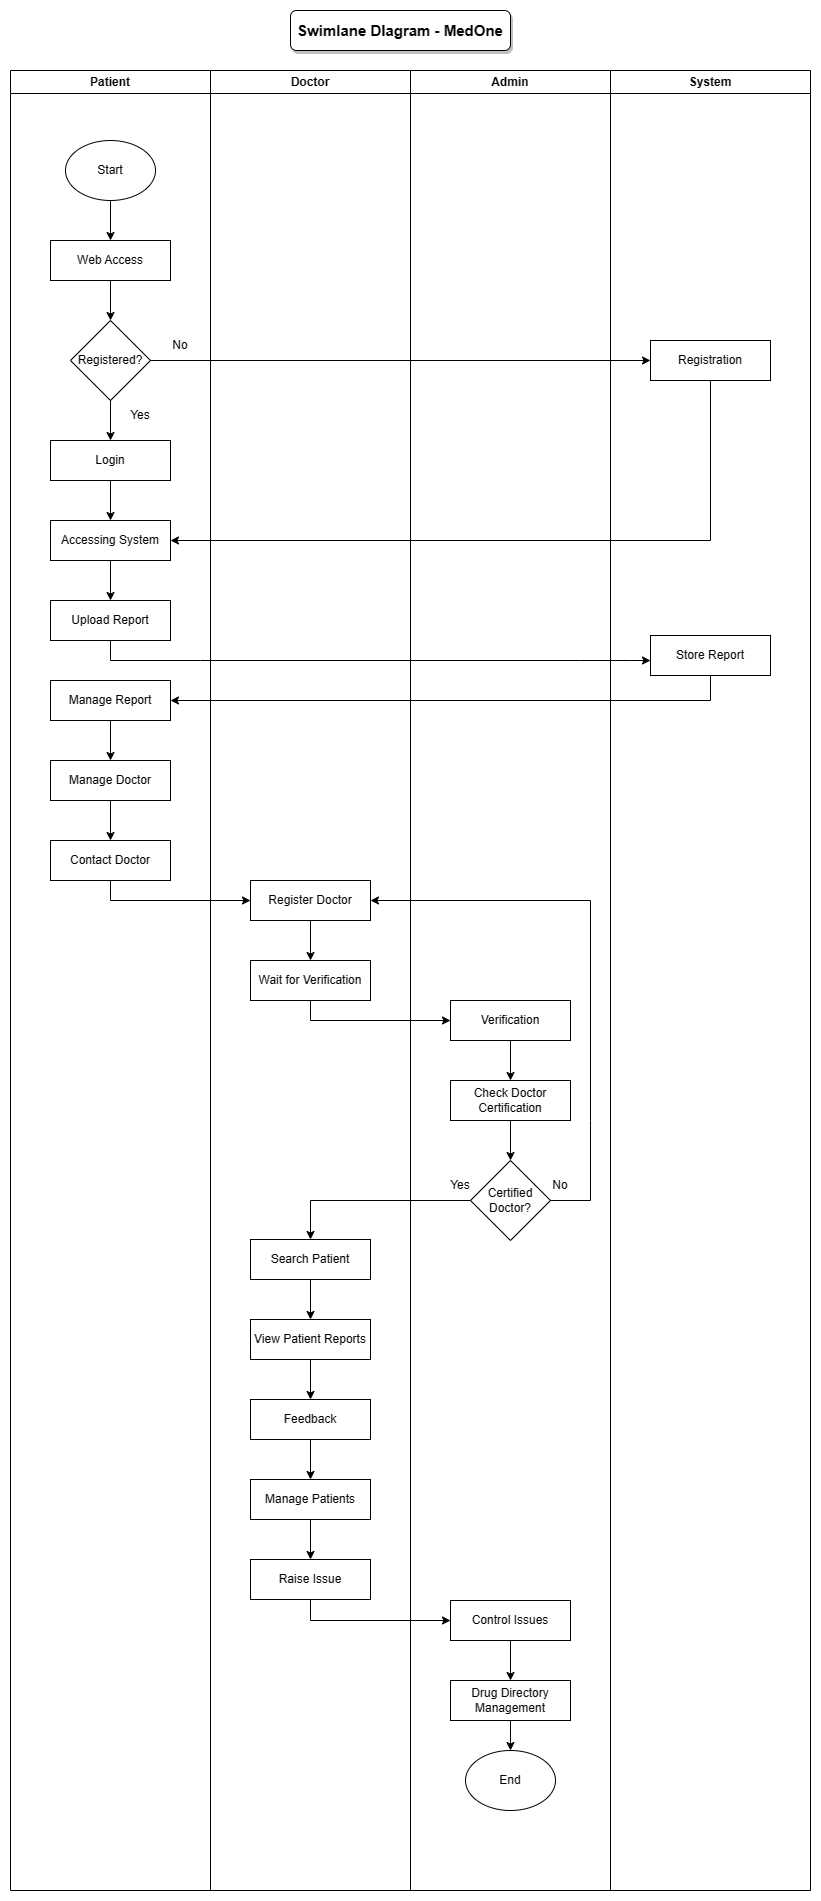 Swimlane DIagram - MedOne
Patient
Doctor
Admin
System
Start
Web Access
Registered?
No
Registration
Yes
Login
Accessing System
Upload Report
Store Report
Manage Report
Manage Doctor
Contact Doctor
Register Doctor
Wait for Verification
Verification
Check Doctor
Certification
Yes
Certified
Doctor?
No
Search Patient
View Patient Reports
Feedback
Manage Patients
Raise Issue
Control Issues
Drug Directory
Management
End